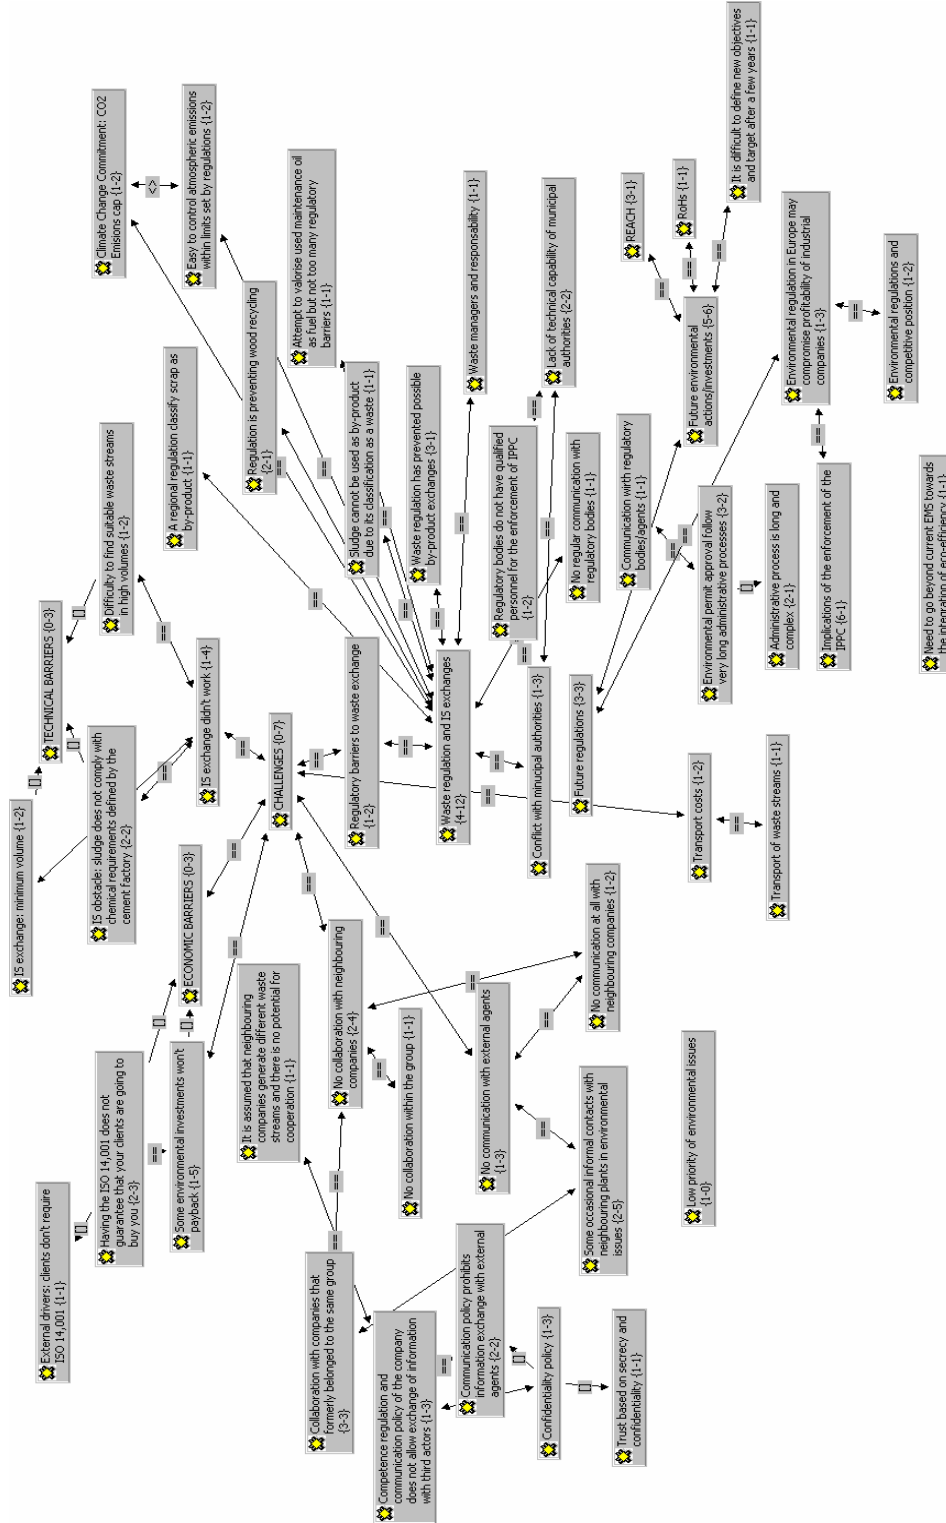 External drivers: clients don't require
ISO 14,001 {1-1}
[]
Having the ISO 14,001 does not
guarantee that your clients are going to
buy you {2-3}
==
[]
Some environmental investments won't
payback {1-5}
[]
ECONOMIC BARRIERS {0-3}
==
==
IS exchange: minimum volume {1-2}
[]
TECHNICAL BARRIERS {0-3}
[]
[]
IS obstacle: sludge does not comply with
chemical requirements defined by the
cement factory {2-2}
==
Difficulty to find suitable waste streams
in high volumes {1-2}
==
IS exchange didn't work {1-4}
==
CHALLENGES {0-7}
Climate Change Commitment: CO2
Emisions cap {1-2}
<>
Easy to control atmospheric emissions
within limits set by regulations {1-2}
A regional regulation classify scrap as
by-product {1-1}
==
Regulation is preventing wood recycling
{2-1}
==
Attempt to valorise used maintenance oil
as fuel but not too many regulatory
barriers {1-1}
==
Sludge cannot be used as by-product
due to its classification as a waste {1-1}
==
==
Waste regulation has prevented possible
by-product exchanges {3-1}
==
Waste managers and responsability {1-1}
==
Regulatory barriers to waste exchange
{1-2}
==
==
Waste regulation and IS exchanges
{4-12}
==
==
Regulatory bodies do not have qualified
personnel for the enforcement of IPPC
{1-2}
==
==
Lack of technical capability of municipal
authorities {2-2}
==
Conflict with minucipal authorities {1-3}
No regular communication with
regulatory bodies {1-1}
Future regulations {3-3}
Communication wirth regulatory
bodies/agents {1-1}
==
==
Future environmental
actions/investments {5-6}
==
REACH {3-1}
==
RoHs {1-1}
==
It is difficult to define new objectives
and target after a few years {1-1}
Environmental permit approval follow
very long administrative processes {3-2}
[]
Administrative process is long and
complex {2-1}
Environmental regulation in Europe may
compromise profitability of industrial
companies {1-3}
==
==
Implications of the enforcement of the
IPPC {6-1}
Environmental regulations and
competitive position {1-2}
Need to go beyond current EMS towards
the integration of eco-efficiency {1-1}
Transport costs {1-2}
==
Transport of waste streams {1-1}
It is assumed that neighbouring
companies generate different waste
streams and there is no potential for
cooperation {1-1}
==
No collaboration with neighbouring
companies {2-4}
==
No collaboration within the group {1-1}
==
==
==
Collaboration with companies that
formerly belonged to the same group
{3-3}
==
No communication with external agents
{1-3}
==
==
No communication at all with
neighbouring companies {1-2}
==
Some occasional informal contacts with
neighbouring plants in environmental
issues {2-5}
Competence regulation and
communication policy of the company
does not allow exchange of information
with third actors {1-3}
==
Communication policy prohibits
information exchange with external
agents {2-2}
[]
Confidentiality policy {1-3}
[]
Trust based on secrecy and
confidentiality {1-1}
Low priority of environmental issues
{1-0}